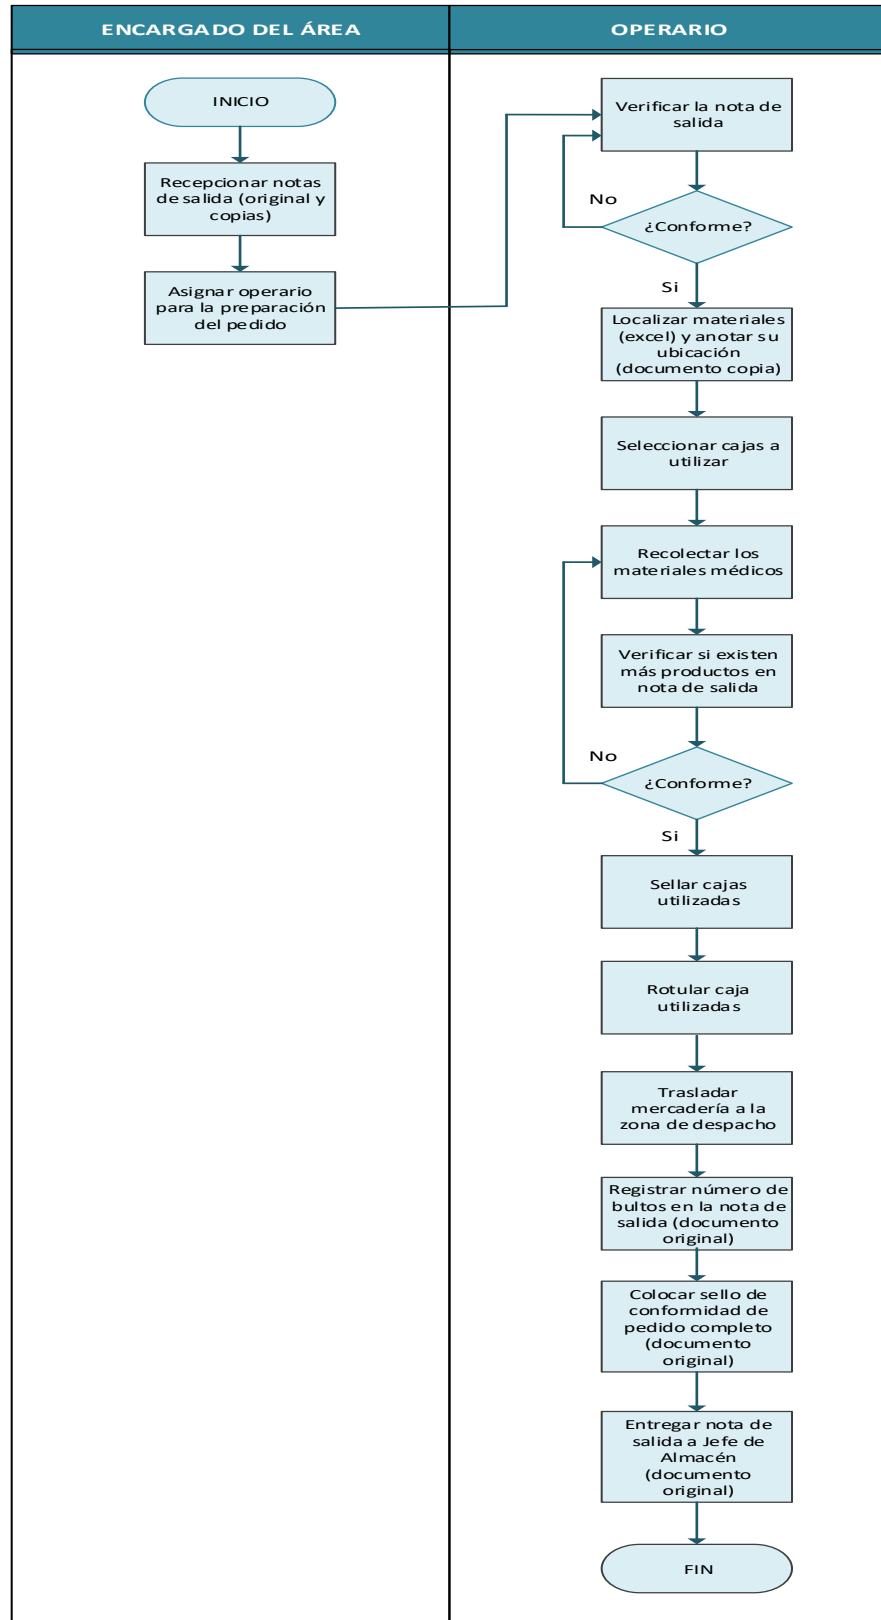 ENCARGADO DEL ÁREA
OPERARIO
INICIO
Recepcionar notas
de salida (original y
copias)
Asignar operario
para la preparación
del pedido
Verificar la nota de
salida
No
¿Conforme?
Si
Localizar materiales
(excel) y anotar su
ubicación
(documento copia)
Seleccionar cajas a
utilizar
Recolectar los
materiales médicos
Verificar si existen
más productos en
nota de salida
No
¿Conforme?
Si
Sellar cajas
utilizadas
Rotular caja
utilizadas
Trasladar
mercadería a la
zona de despacho
Registrar número de
bultos en la nota de
salida (documento
original)
Colocar sello de
conformidad de
pedido completo
(documento
original)
Entregar nota de
salida a Jefe de
Almacén
(documento
original)
FIN